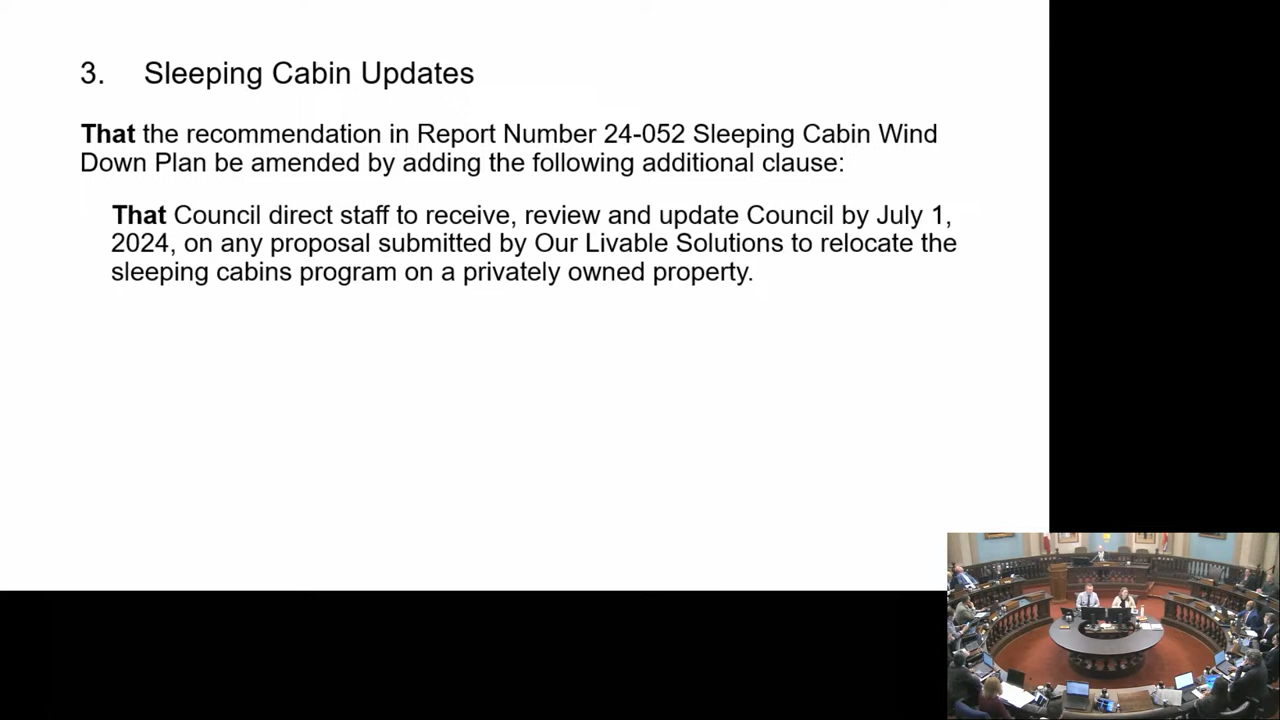 3. Sleeping Cabin Updates
That the recommendation in Report Number 24-052 Sleeping Cabin Wind
Down Plan be amended by adding the following additional clause:
That Council direct staff to receive, review and update Council by July 1,
2024, on any proposal submitted by Our Livable Solutions to relocate the
sleeping cabins program on a privately owned property.